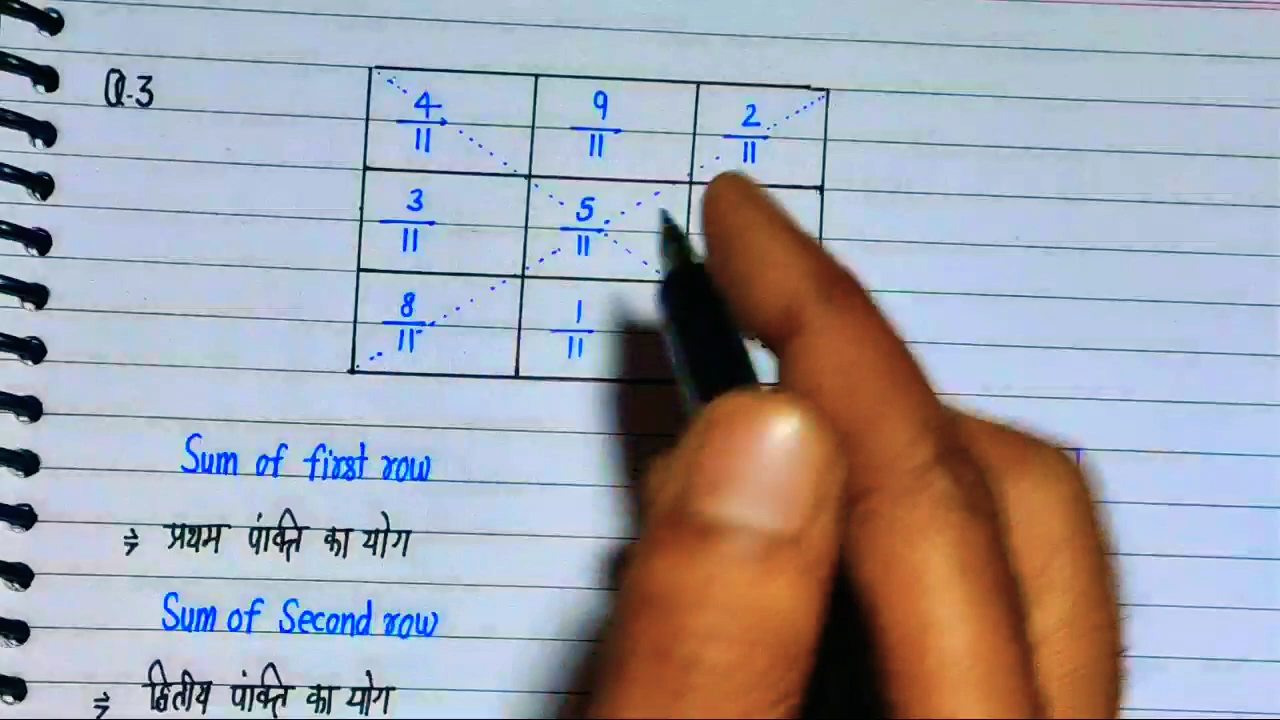 Q.3
4/11 9/11 2/11
3/11 5/11
8/11 1/11
Sum of first row
⇒ प्रथम पंक्ति का योग
Sum of Second row
⇒ द्वितीय पंक्ति का योग